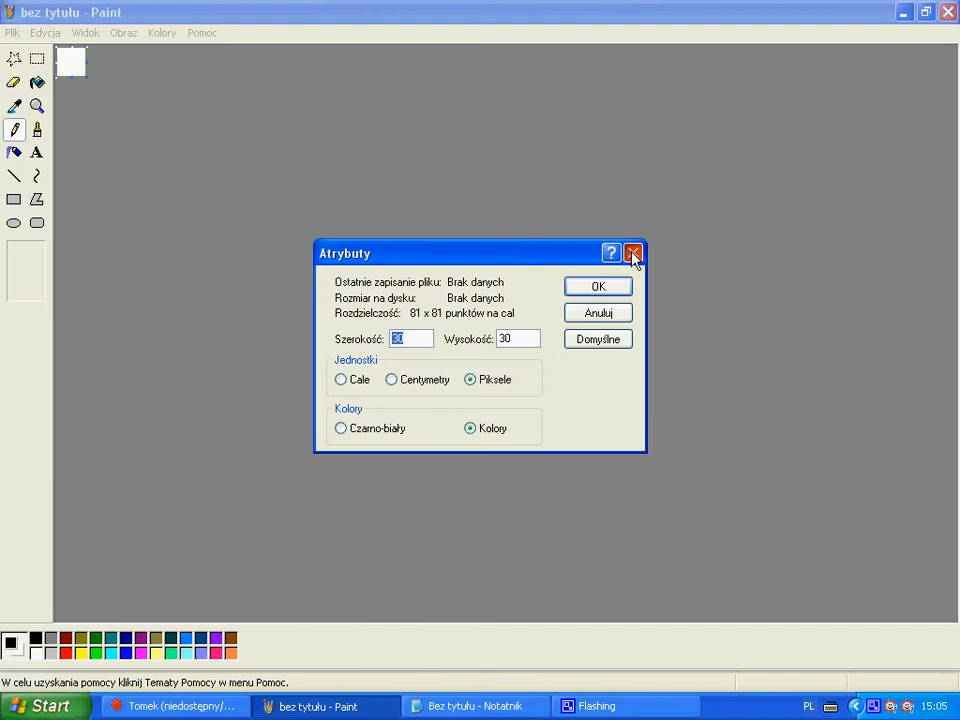 bez tytułu - Paint
Plik Edycja Widok Obraz Kolory Pomoc
A
Atrybuty
?
Ostatnie zapisanie pliku: Brak danych
Rozmiar na dysku: Brak danych
Rozdzielczość: 81 x 81 punktów na cal
OK
Anuluj
Szerokość: 30 Wysokość: 30
Domyślne
Jednostki
Cale Centymetry Piksele
Kolory
Czarno-biały Kolory
W celu uzyskania pomocy kliknij Tematy Pomocy w menu Pomoc.
Start Tomek (niedostępny/... bez tytułu - Paint Bez tytułu - Notatnik Flashing PL 15:05